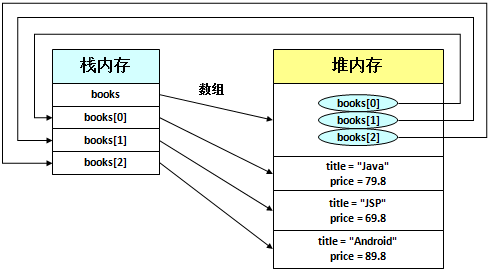 栈内存
books
books[0]
books[1]
books[2]
数组
堆内存
books[0]
books[1]
books[2]
title = "Java"
price = 79.8
title = "JSP"
price = 69.8
title = "Android"
price = 89.8